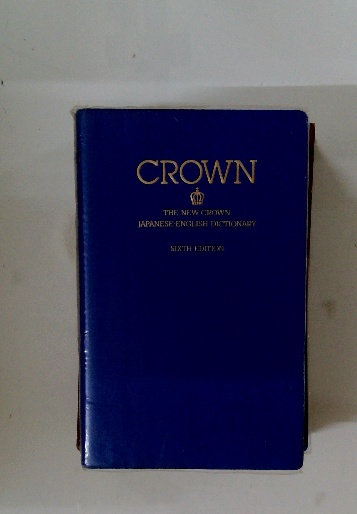 CROWN
THE NEW CROWN
JAPANESE-ENGLISH DICTIONARY
SIXTH EDITION